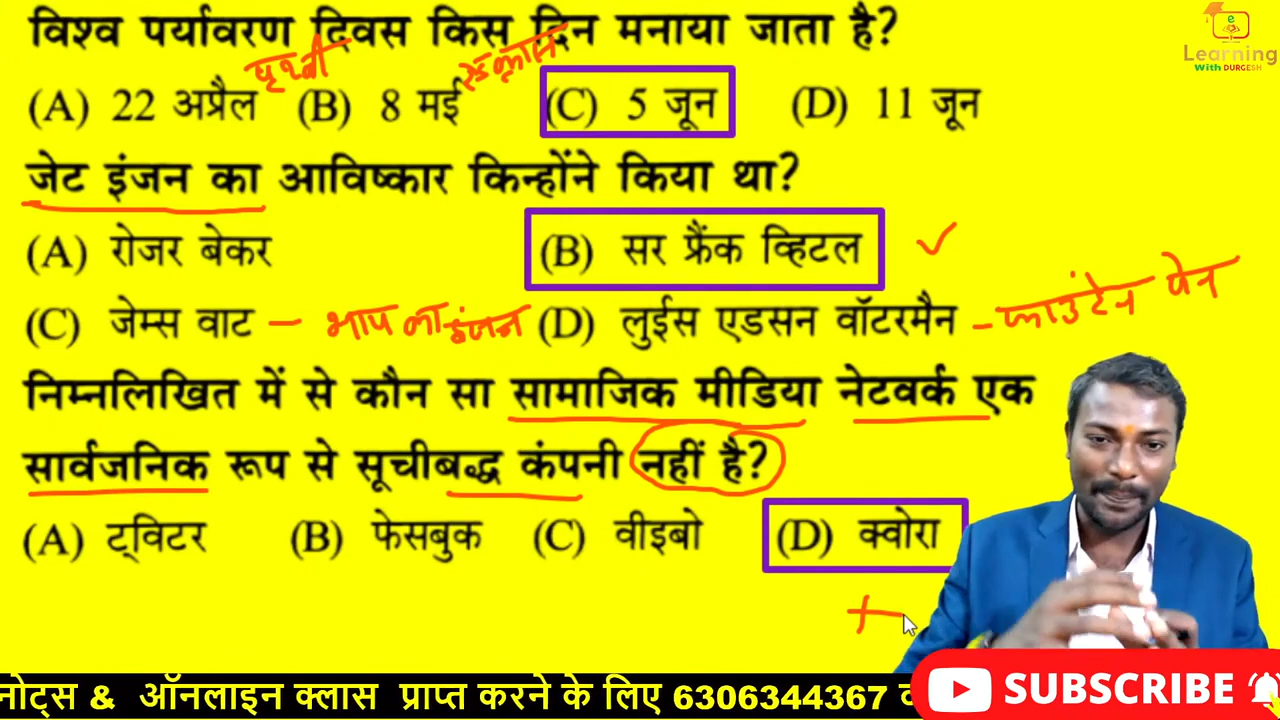 विश्व पर्यावरण दिवस किस दिन मनाया जाता है?
e
Learning
With DURGESH
पृथ्वी
रेडक्रास
(A) 22 अप्रैल (B) 8 मई (C) 5 जून (D) 11 जून
जेट इंजन का आविष्कार किन्होंने किया था?
(A) रोजर बेकर (B) सर फ्रैंक व्हिटल
(C) जेम्स वाट – भाप का इंजन (D) लुईस एडसन वॉटरमैन – फाउंटेन पेन
निम्नलिखित में से कौन सा सामाजिक मीडिया नेटवर्क एक
सार्वजनिक रूप से सूचीबद्ध कंपनी नहीं है?
(A) ट्विटर (B) फेसबुक (C) वीइबो (D) क्वोरा
नोट्स & ऑनलाइन क्लास प्राप्त करने के लिए 6306344367
SUBSCRIBE